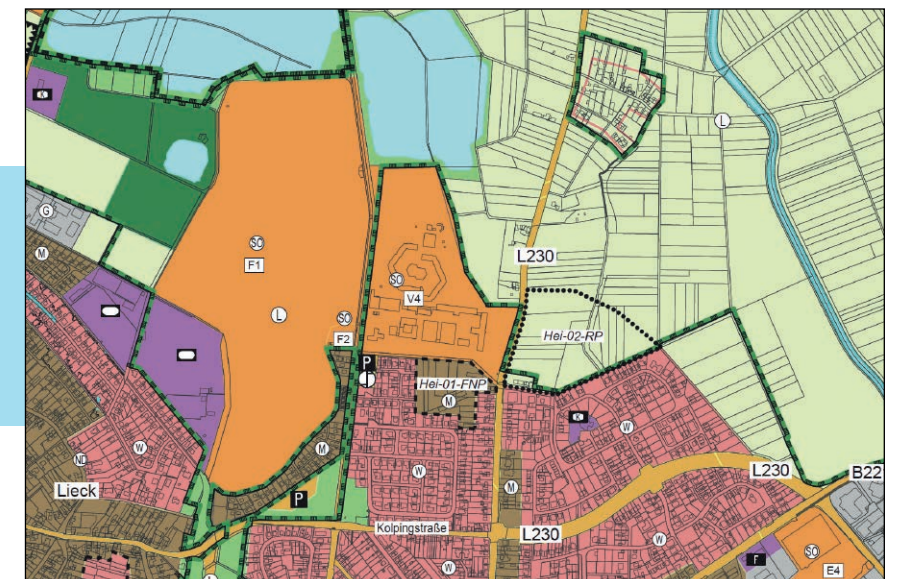 K
L
G
M
L230
SO
F1
SO
V4
L
SO
F2
Hei-02-RP
P
Hei-01-FNP
M
K
W
W
M
ND
W
M
L230
B22
Lieck
P
Kolpingstraße
L230
W
W
F
SO
E4